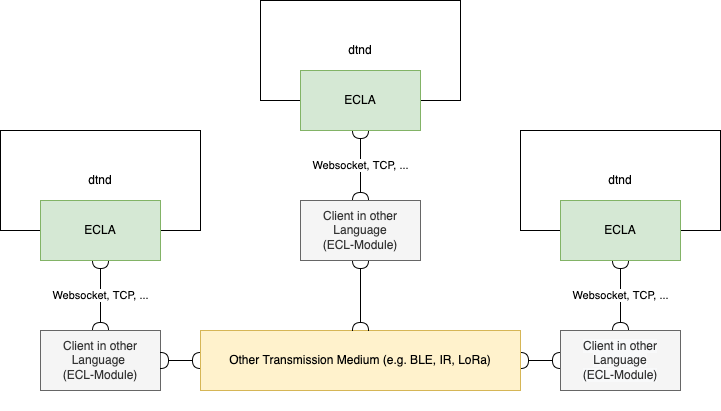 dtnd
ECLA
Websocket, TCP, ...
Client in other
Language
(ECL-Module)
dtnd
ECLA
Websocket, TCP, ...
Client in other
Language
(ECL-Module)
dtnd
ECLA
Websocket, TCP, ...
Client in other
Language
(ECL-Module)
Other Transmission Medium (e.g. BLE, IR, LoRa)